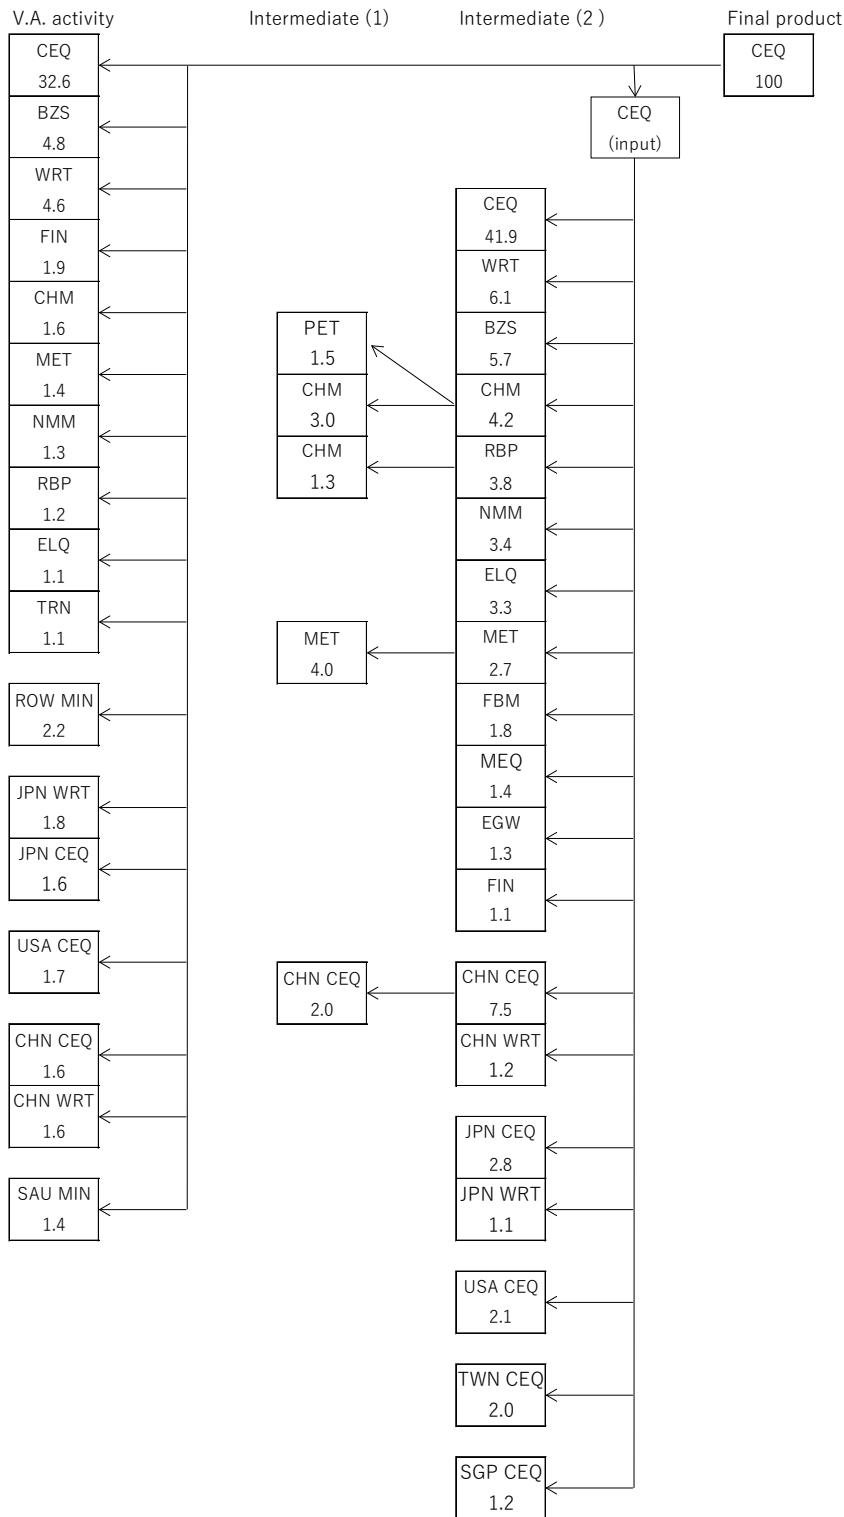 V.A. activity
Intermediate (1)
Intermediate (2 )
Final product
CEQ
32.6
BZS
4.8
WRT
4.6
FIN
1.9
CHM
1.6
MET
1.4
NMM
1.3
RBP
1.2
ELQ
1.1
TRN
1.1
ROW MIN
2.2
JPN WRT
1.8
JPN CEQ
1.6
USA CEQ
1.7
CHN CEQ
1.6
CHN WRT
1.6
SAU MIN
1.4
PET
1.5
CHM
3.0
CHM
1.3
MET
4.0
CHN CEQ
2.0
CEQ
41.9
WRT
6.1
BZS
5.7
CHM
4.2
RBP
3.8
NMM
3.4
ELQ
3.3
MET
2.7
FBM
1.8
MEQ
1.4
EGW
1.3
FIN
1.1
CHN CEQ
7.5
CHN WRT
1.2
JPN CEQ
2.8
JPN WRT
1.1
USA CEQ
2.1
TWN CEQ
2.0
SGP CEQ
1.2
CEQ
(input)
CEQ
100